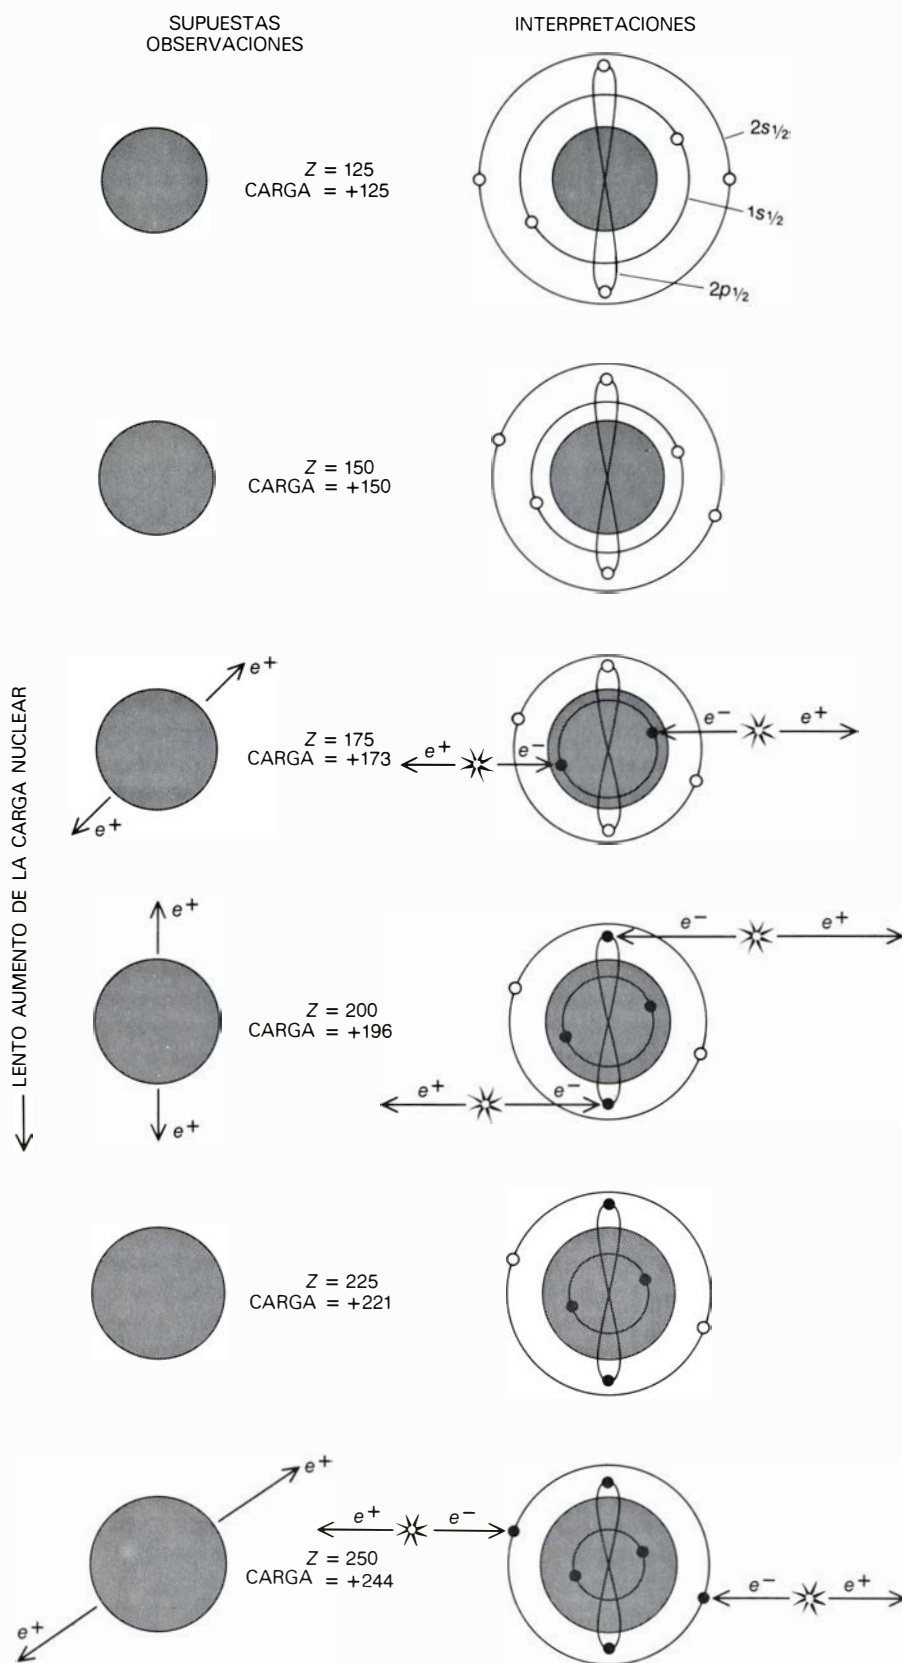 SUPUESTAS
OBSERVACIONES
INTERPRETACIONES
Z = 125
CARGA = +125
2s1/2
1s1/2
2p1/2
Z = 150
CARGA = +150
LENTO AUMENTO DE LA CARGA NUCLEAR
e+
e+
Z = 175
CARGA = +173
e+ e-
e- e+
e+
e+
Z = 200
CARGA = +196
e- e+
e+ e-
Z = 225
CARGA = +221
e+
e+
Z = 250
CARGA = +244
e+ e-
e- e+